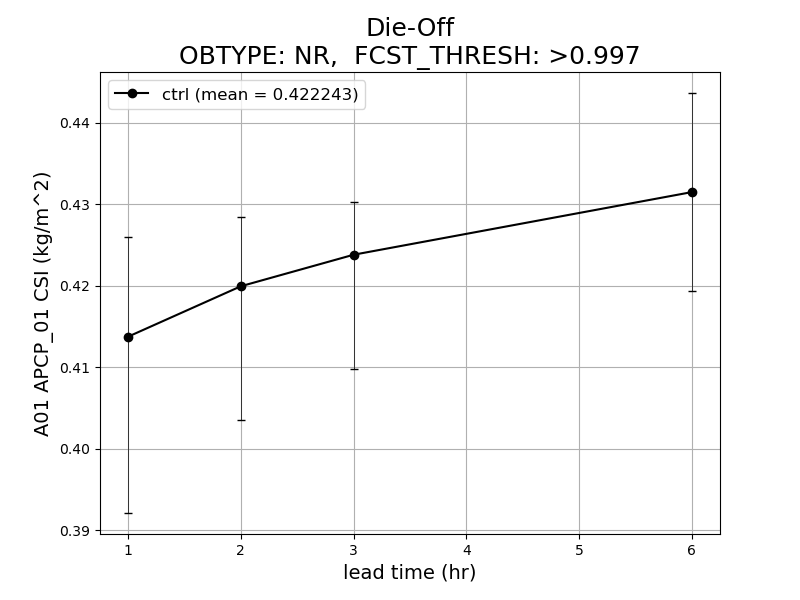 Die-Off
OBTYPE: NR,  FCST_THRESH: >0.997
ctrl (mean = 0.422243)
A01 APCP_01 CSI (kg/m^2)
0.44
0.43
0.42
0.41
0.40
0.39
1 2 3 4 5 6
lead time (hr)